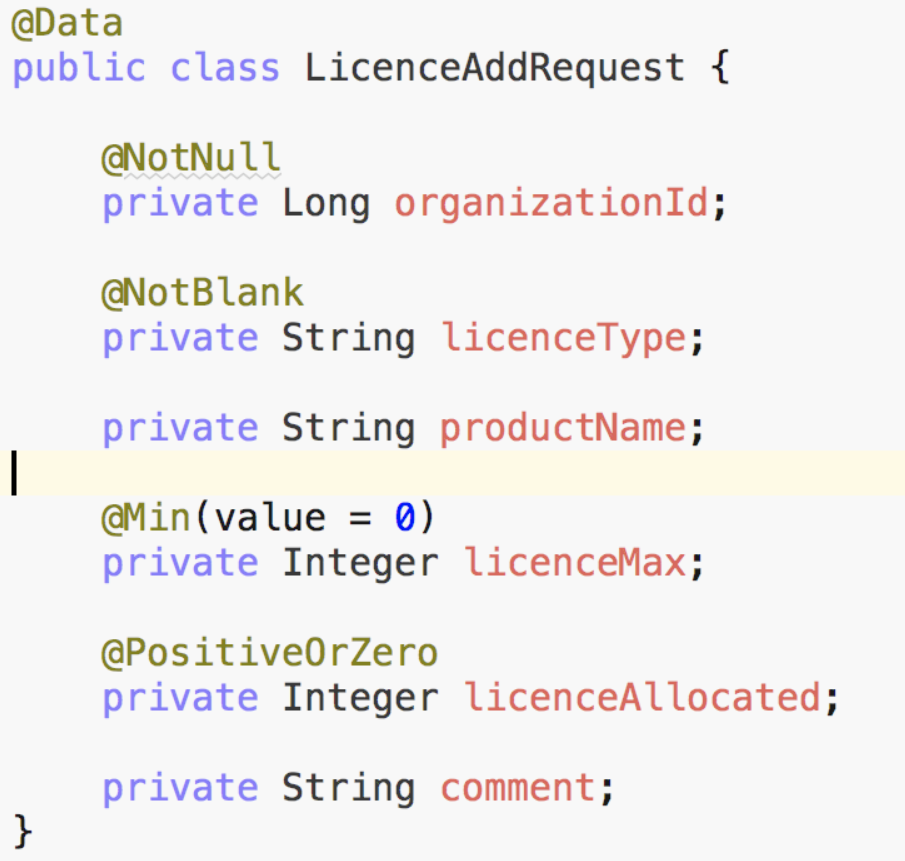 @Data
public class LicenceAddRequest {
@NotNull
private Long organizationId;
@NotBlank
private String licenceType;
private String productName;
@Min(value = 0)
private Integer licenceMax;
@PositiveOrZero
private Integer licenceAllocated;
private String comment;
}